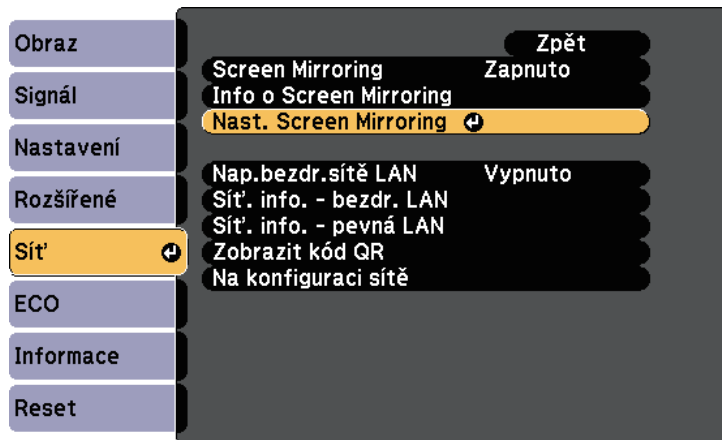 Obraz
Signál
Nastavení
Rozšířené
Síť
ECO
Informace
Reset
Zpět
Screen Mirroring Zapnuto
Info o Screen Mirroring
Nast. Screen Mirroring
Nap.bezdr.sítě LAN Vypnuto
Síť. info. - bezdr. LAN
Síť. info. - pevná LAN
Zobrazit kód QR
Na konfiguraci sítě